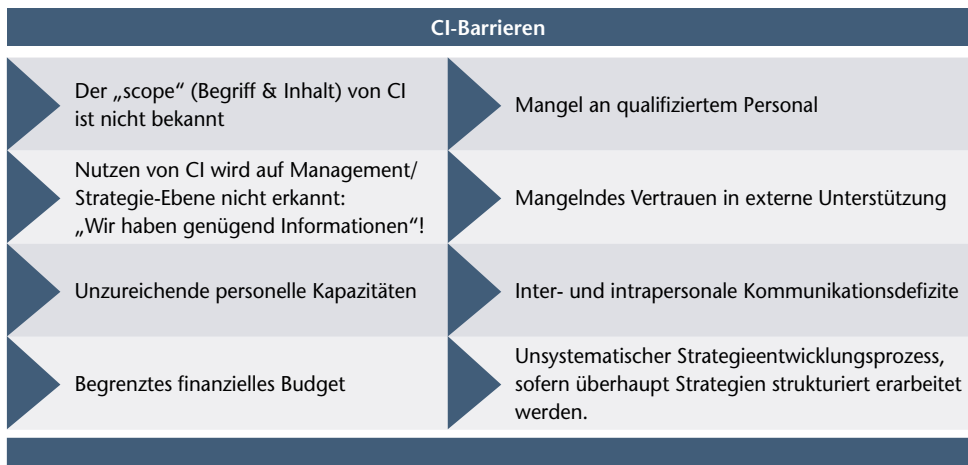 CI-Barrieren
Der „scope“ (Begriff & Inhalt) von CI
ist nicht bekannt
Mangel an qualifiziertem Personal
Nutzen von CI wird auf Management/
Strategie-Ebene nicht erkannt:
„Wir haben genügend Informationen“!
Mangelndes Vertrauen in externe Unterstützung
Unzureichende personelle Kapazitäten
Inter- und intrapersonale Kommunikationsdefizite
Begrenztes finanzielles Budget
Unsystematischer Strategieentwicklungsprozess,
sofern überhaupt Strategien strukturiert erarbeitet
werden.